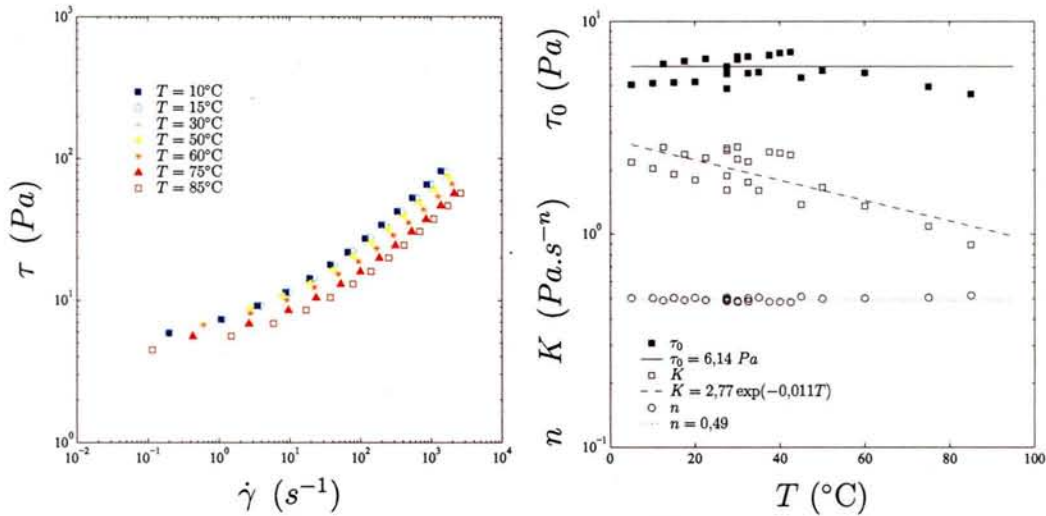 10³
10²
10¹
10⁰
τ (Pa)
T = 10°C
T = 15°C
T = 30°C
T = 50°C
T = 60°C
T = 75°C
T = 85°C
10⁻² 10⁻¹ 10⁰ 10¹ 10² 10³ 10⁴
γ̇ (s⁻¹)
10¹
10⁰
10⁻¹
n K (Pa.s⁻ⁿ) τ₀ (Pa)
τ₀
τ₀ = 6,14 Pa
K
K = 2,77 exp(−0,011T)
n
n = 0,49
0 20 40 60 80 100
T (°C)